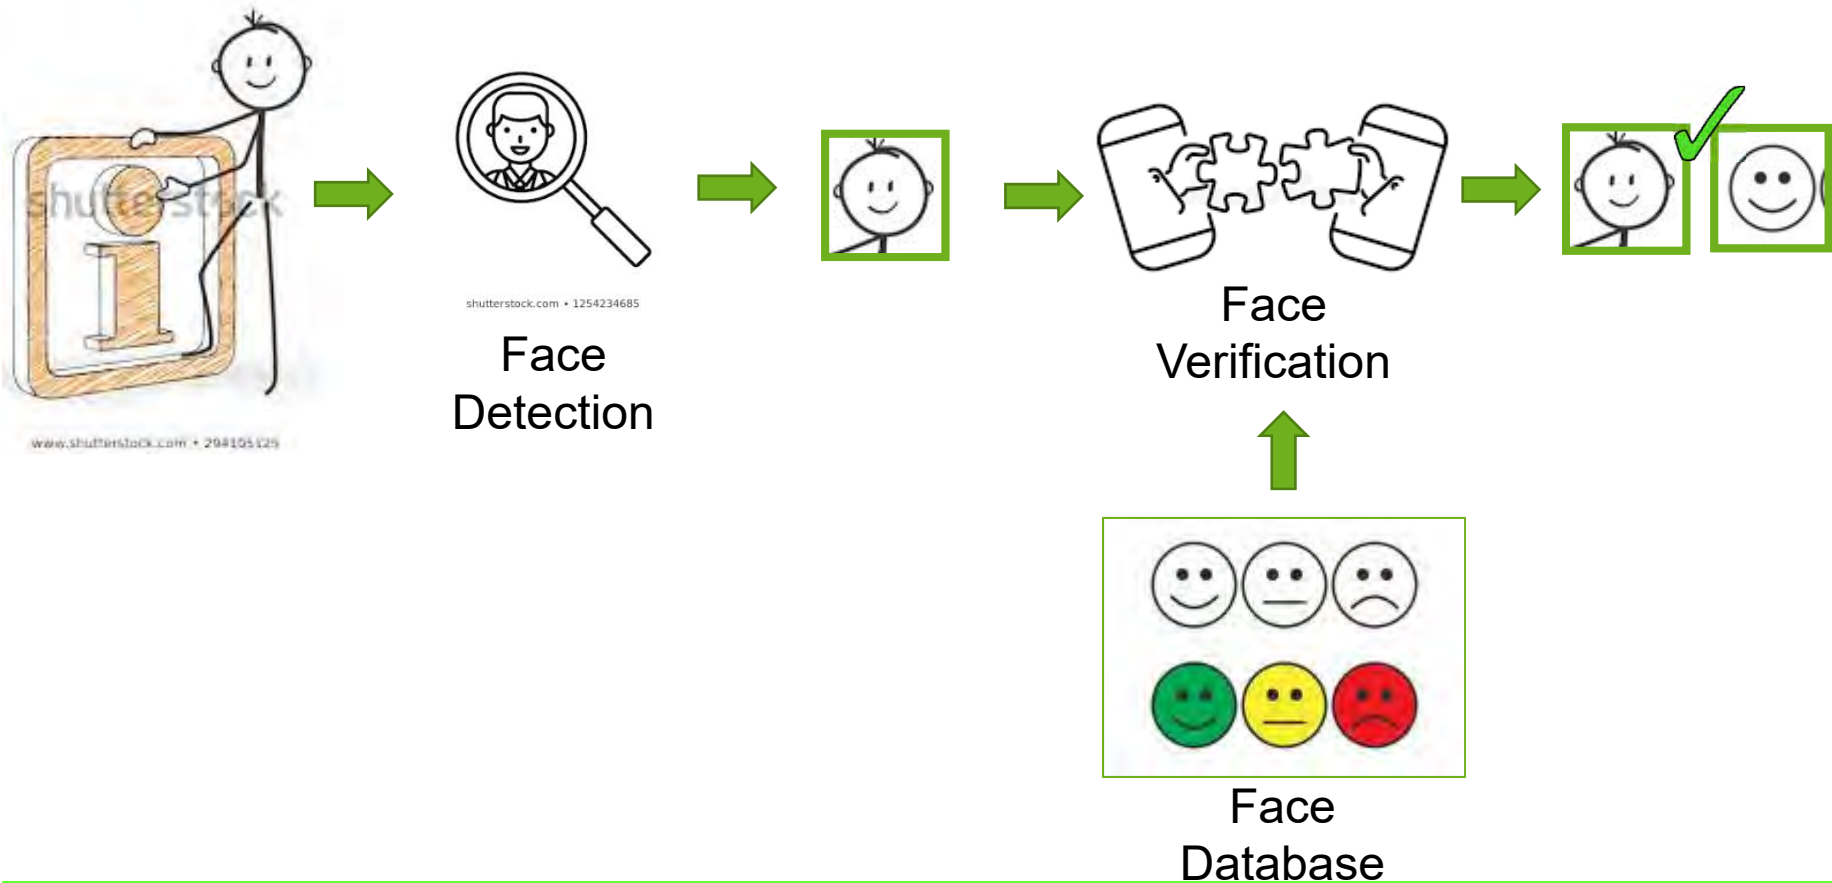 shutterstock
shutterstock.com • 1254234685
Face
Detection
www.shutterstock.com • 294105125
Face
Verification
Face
Database